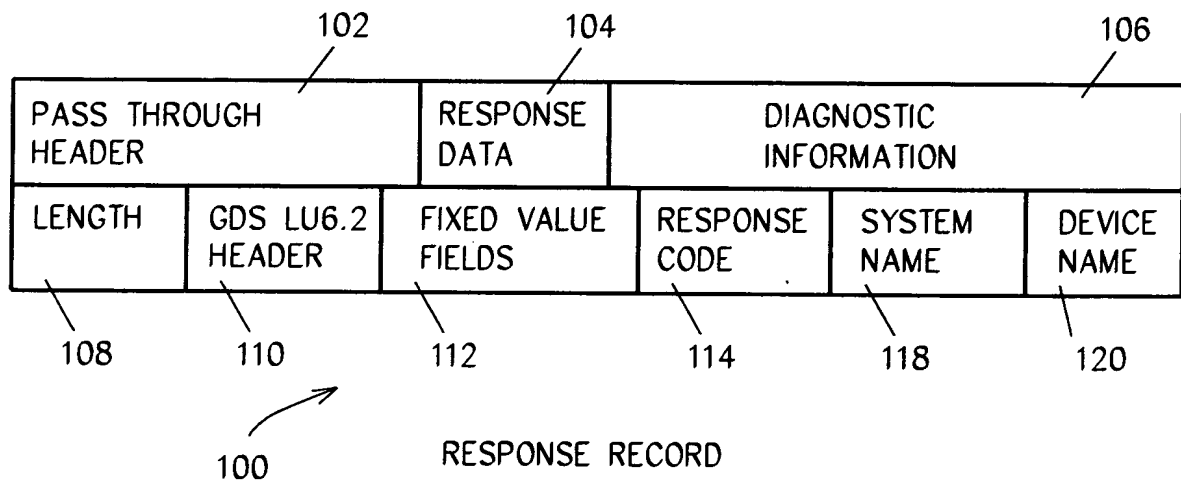 102 104 106
PASS THROUGH HEADER RESPONSE DATA DIAGNOSTIC INFORMATION
LENGTH GDS LU6.2 HEADER FIXED VALUE FIELDS RESPONSE CODE SYSTEM NAME DEVICE NAME
108 110 112 114 118 120
100 RESPONSE RECORD